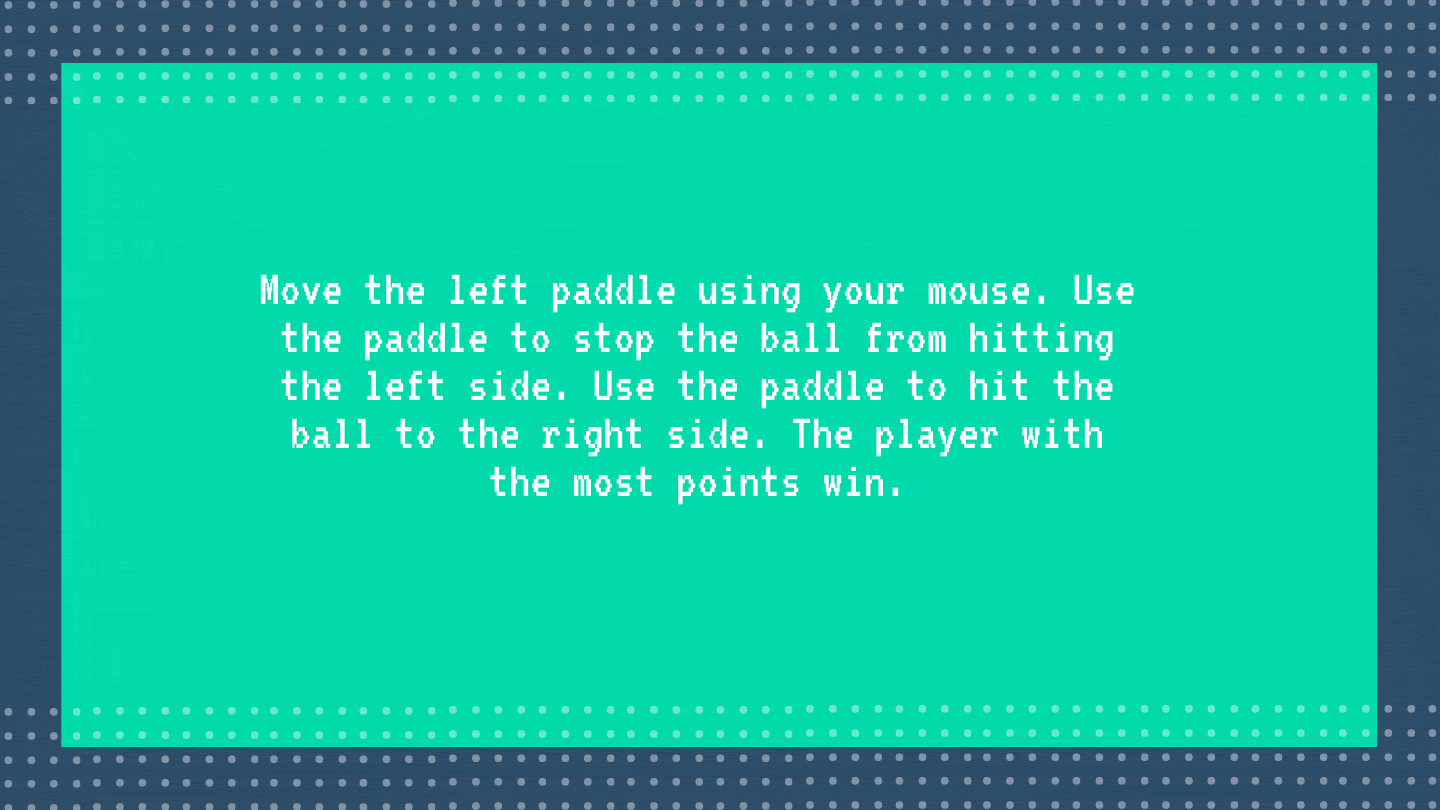 Move the left paddle using your mouse. Use
the paddle to stop the ball from hitting
the left side. Use the paddle to hit the
ball to the right side. The player with
the most points win.